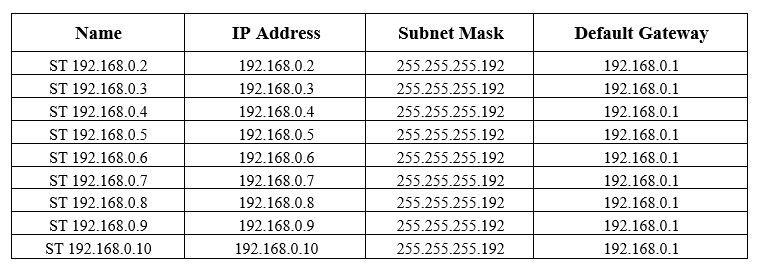 Name IP Address Subnet Mask Default Gateway
ST 192.168.0.2 192.168.0.2 255.255.255.192 192.168.0.1
ST 192.168.0.3 192.168.0.3 255.255.255.192 192.168.0.1
ST 192.168.0.4 192.168.0.4 255.255.255.192 192.168.0.1
ST 192.168.0.5 192.168.0.5 255.255.255.192 192.168.0.1
ST 192.168.0.6 192.168.0.6 255.255.255.192 192.168.0.1
ST 192.168.0.7 192.168.0.7 255.255.255.192 192.168.0.1
ST 192.168.0.8 192.168.0.8 255.255.255.192 192.168.0.1
ST 192.168.0.9 192.168.0.9 255.255.255.192 192.168.0.1
ST 192.168.0.10 192.168.0.10 255.255.255.192 192.168.0.1